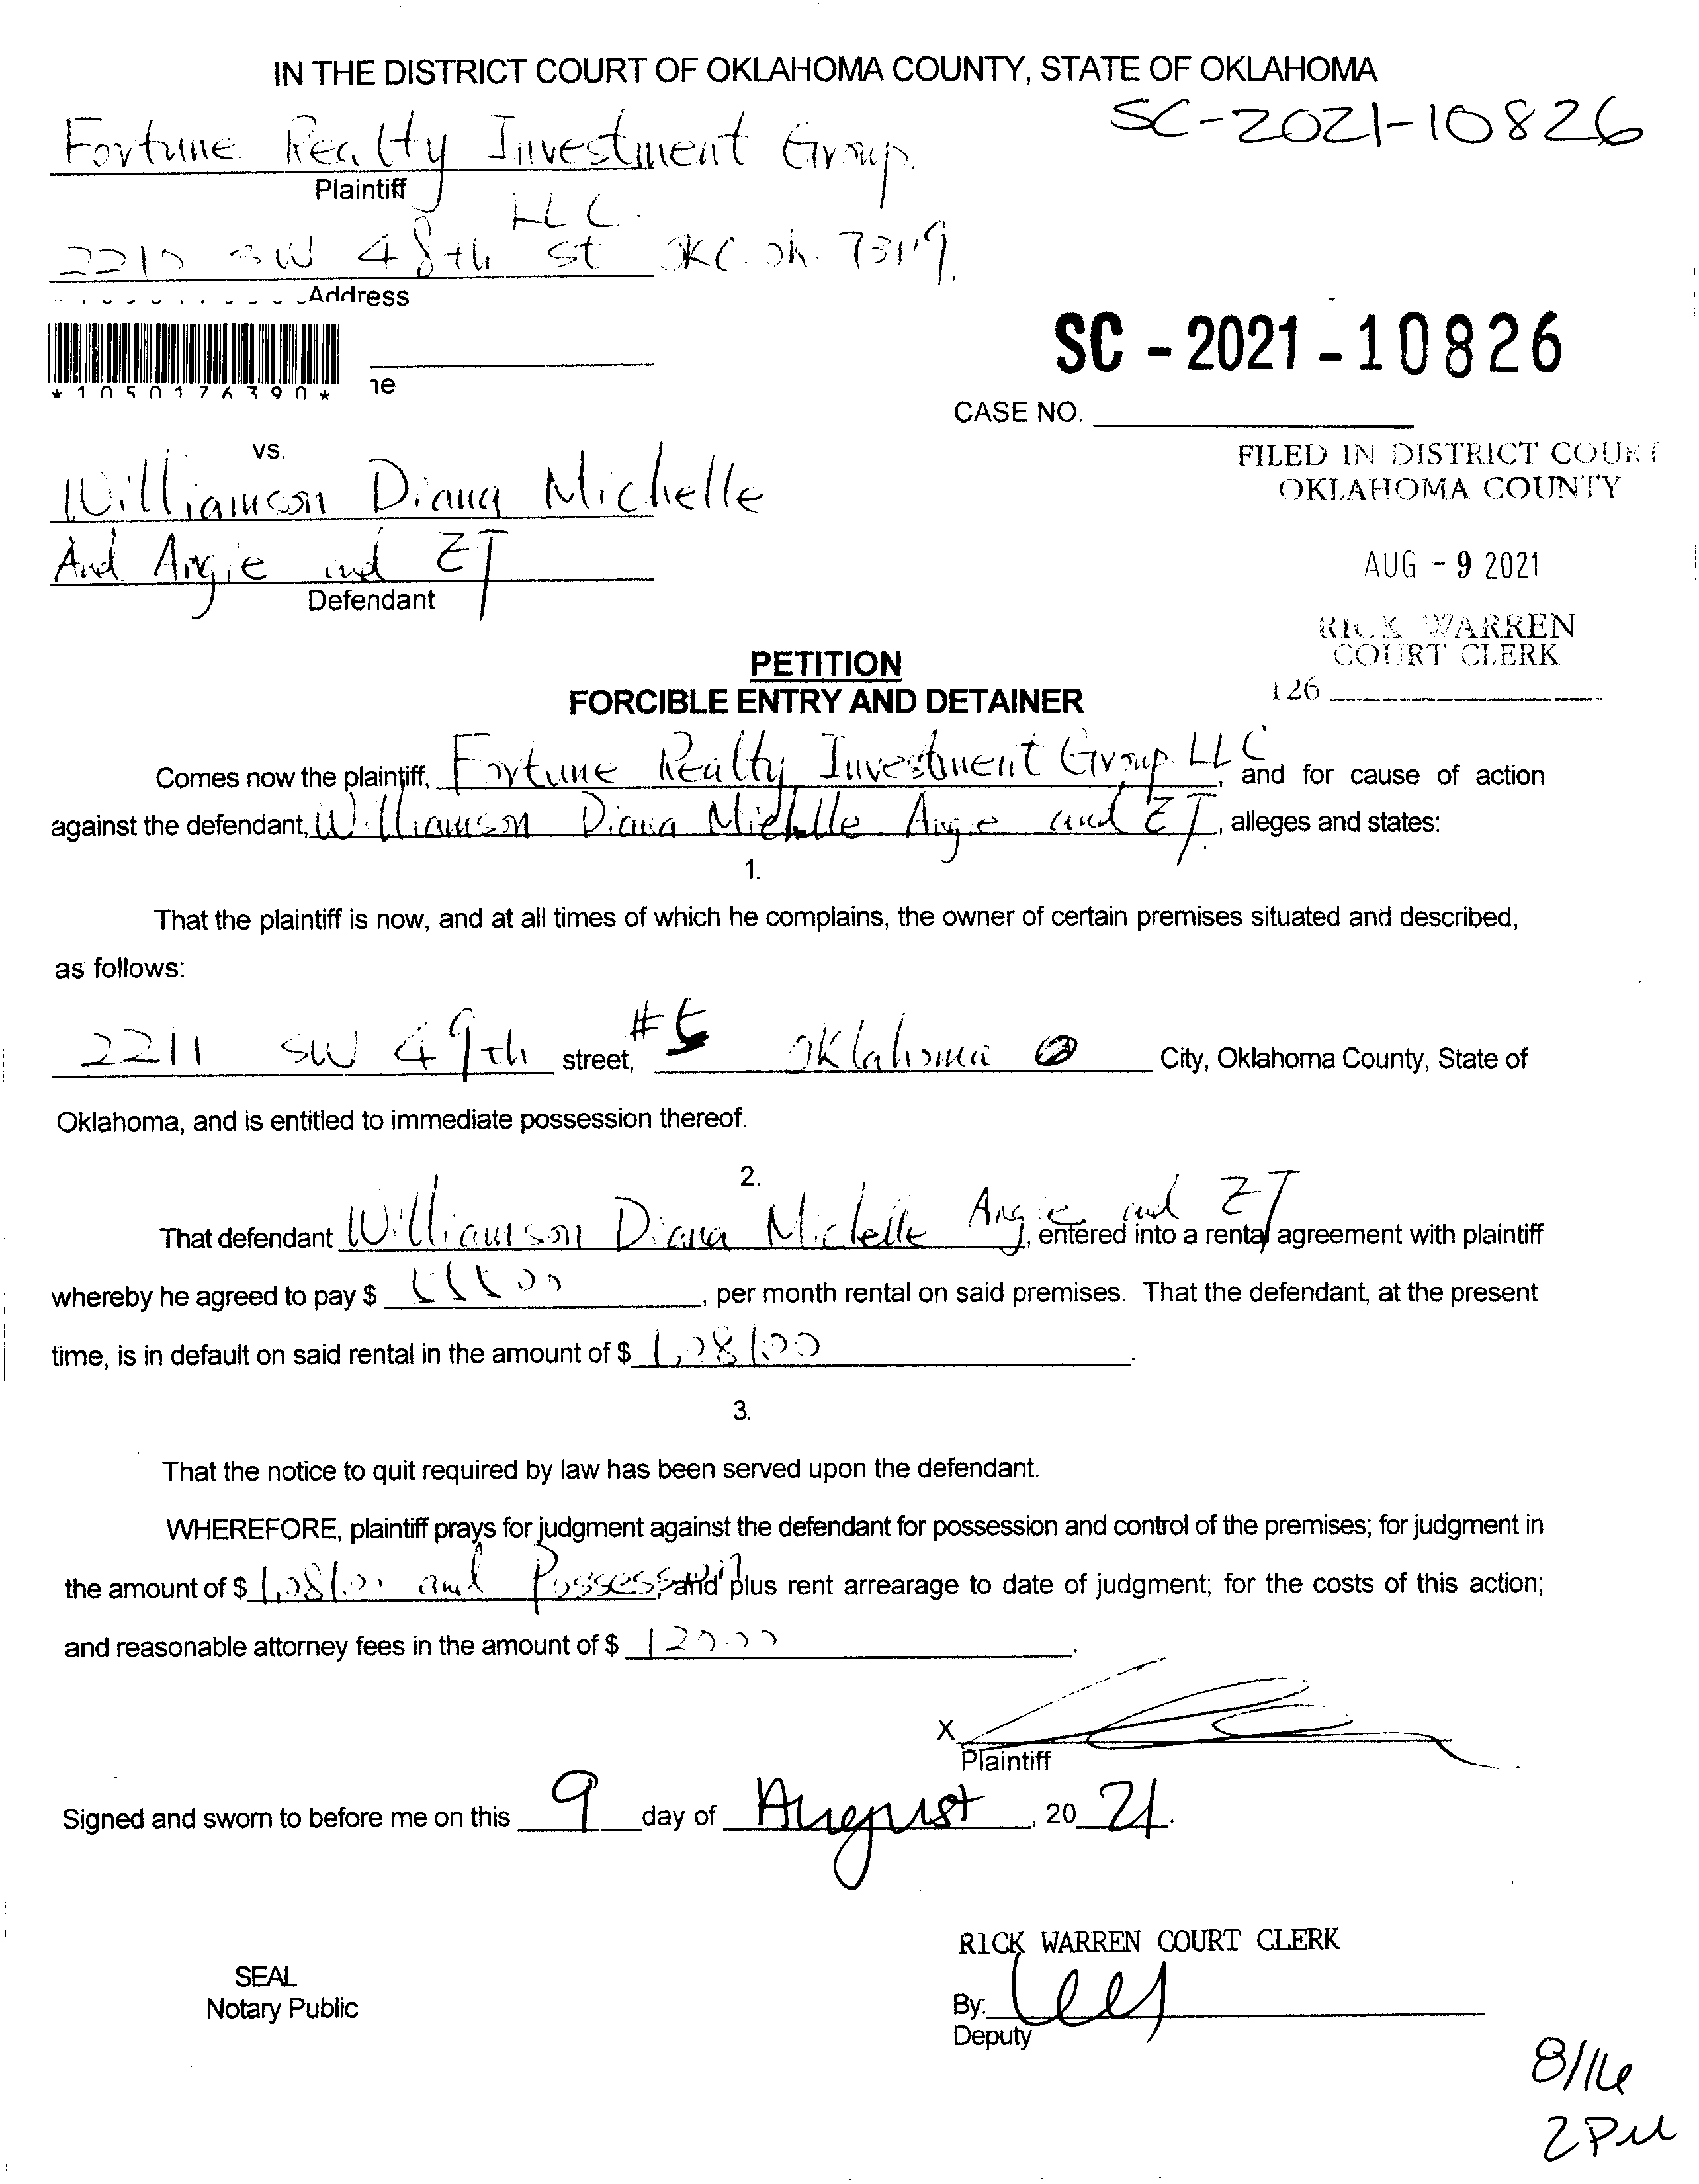 IN THE DISTRICT COURT OF OKLAHOMA COUNTY, STATE OF OKLAHOMA
SC-2021-10826
Fortune Realty Investment Group.
Plaintiff
LLC.
2210 SW 48th St OKC. Ok. 73119.
Address
*1050176390*
SC - 2021 - 10826
CASE NO.
vs.
FILED IN DISTRICT COURT
OKLAHOMA COUNTY
Williamson Diana Michelle
And Angie and EJ
Defendant
AUG - 9 2021
RICK WARREN
COURT CLERK
126
PETITION
FORCIBLE ENTRY AND DETAINER
Comes now the plaintiff, Fortune Realty Investment Group LLC, and for cause of action
against the defendant, Williamson Diana Michelle Angie and EJ, alleges and states:
1.
That the plaintiff is now, and at all times of which he complains, the owner of certain premises situated and described,
as follows:
2211 SW 49th street, #5 Oklahoma City, Oklahoma County, State of
Oklahoma, and is entitled to immediate possession thereof.
2.
That defendant Williamson Diana Michelle Angie and EJ, entered into a rental agreement with plaintiff
whereby he agreed to pay $ 555.00, per month rental on said premises. That the defendant, at the present
time, is in default on said rental in the amount of $ 1,081.00.
3.
That the notice to quit required by law has been served upon the defendant.
WHEREFORE, plaintiff prays for judgment against the defendant for possession and control of the premises; for judgment in
the amount of $ 1,081.00 and Possession, and plus rent arrearage to date of judgment; for the costs of this action;
and reasonable attorney fees in the amount of $ 120.00.
X
Plaintiff
Signed and sworn to before me on this 9 day of August, 20 21.
RICK WARREN COURT CLERK
SEAL
Notary Public
By:
Deputy
8/16
2 PM